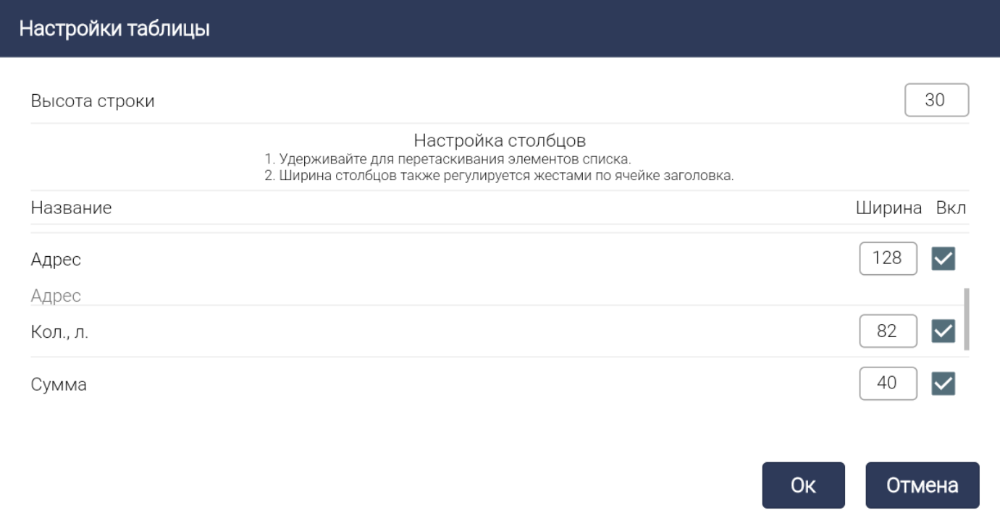 Настройки таблицы
Высота строки 30
Настройка столбцов
1. Удерживайте для перетаскивания элементов списка.
2. Ширина столбцов также регулируется жестами по ячейке заголовка.
Название Ширина Вкл
Адрес 128
Адрес
Кол., л. 82
Сумма 40
Ок Отмена